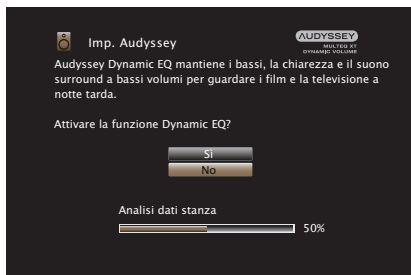 Imp. Audyssey
AUDYSSEY
MULTEQ XT
DYNAMIC VOLUME
Audyssey Dynamic EQ mantiene i bassi, la chiarezza e il suono
surround a bassi volumi per guardare i film e la televisione a
notte tarda.
Attivare la funzione Dynamic EQ?
Sì
No
Analisi dati stanza
50%